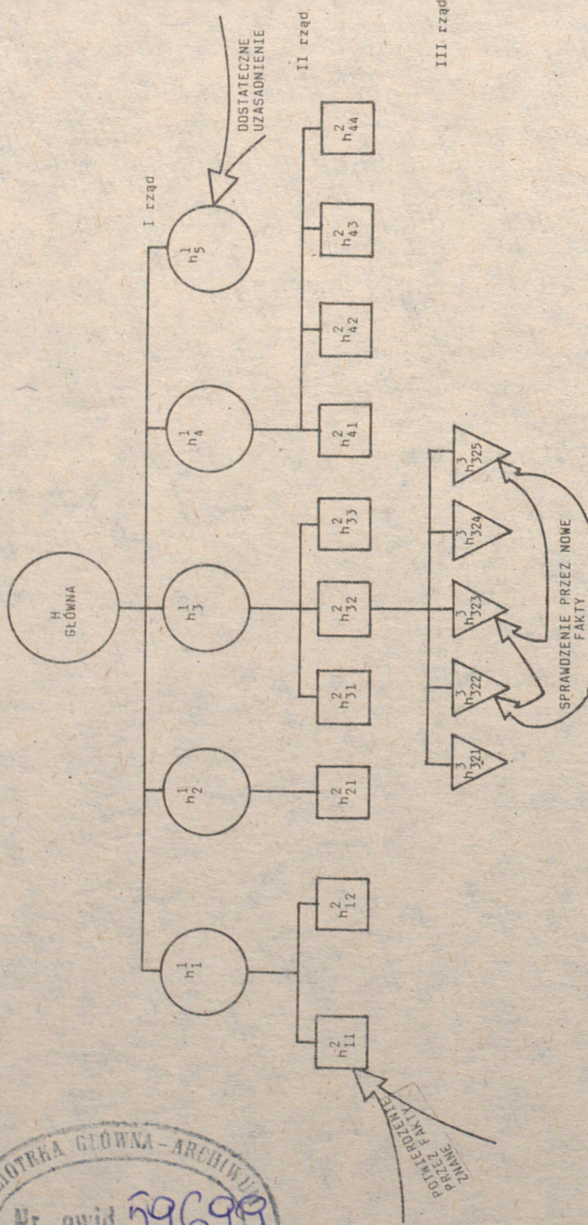 H
GŁÓWNA
I rząd
h¹₁
h¹₂
h¹₃
h¹₄
h¹₅
DOSTATECZNE
UZASADNIENIE
II rząd
h²₁₁
h²₁₂
h²₂₁
h²₃₁
h²₃₂
h²₃₃
h²₄₁
h²₄₂
h²₄₃
h²₄₄
III rząd
h³₃₂₁
h³₃₂₂
h³₃₂₃
h³₃₂₄
h³₃₂₅
POTWIERDZENIE
PRZEZ FAKTY
ZNANE
SPRAWDZENIE PRZEZ NOWE
FAKTY
GŁÓWNA-
Nr. ewid. 59699